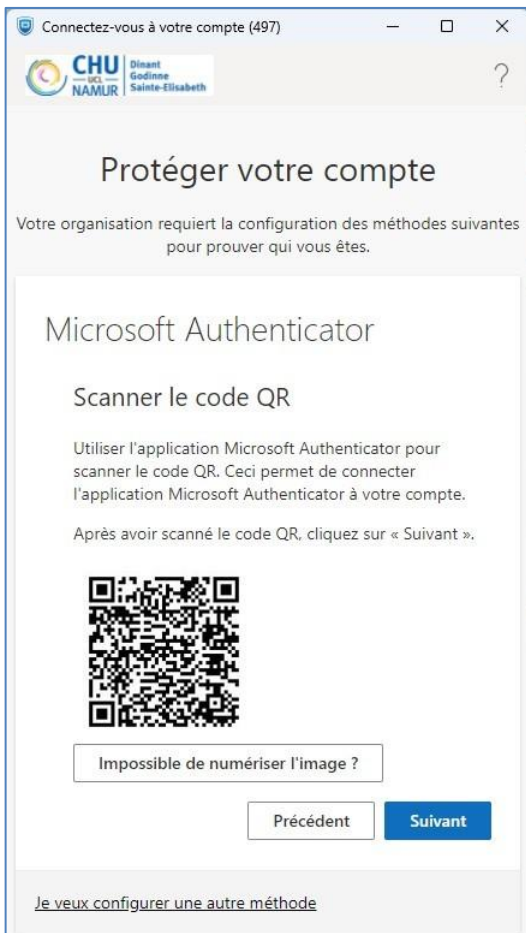 Connectez-vous à votre compte (497)
CHU
UCL
NAMUR
Dinant
Godinne
Sainte-Elisabeth
?
Protéger votre compte
Votre organisation requiert la configuration des méthodes suivantes
pour prouver qui vous êtes.
Microsoft Authenticator
Scanner le code QR
Utiliser l'application Microsoft Authenticator pour
scanner le code QR. Ceci permet de connecter
l'application Microsoft Authenticator à votre compte.
Après avoir scanné le code QR, cliquez sur « Suivant ».
Impossible de numériser l'image ?
Précédent Suivant
Je veux configurer une autre méthode